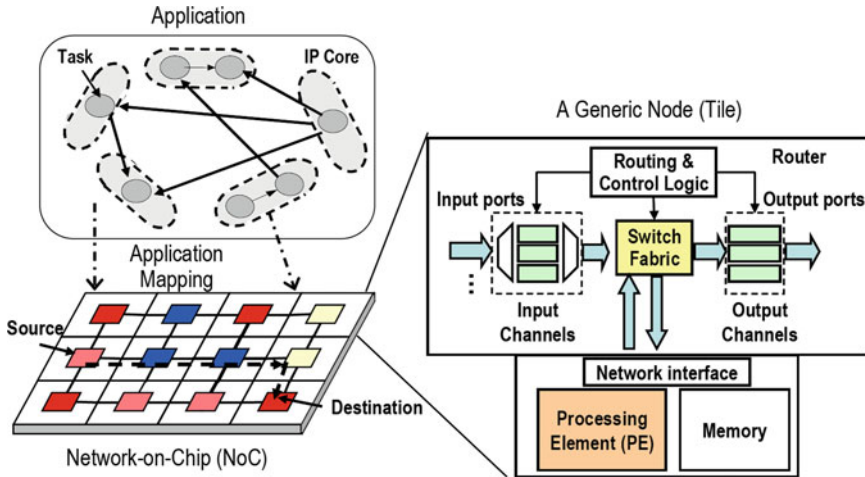 Application
Task
IP Core
Application
Mapping
Source
Destination
Network-on-Chip (NoC)
A Generic Node (Tile)
Routing &
Control Logic
Router
Input ports
Output ports
Switch
Fabric
Input
Channels
Output
Channels
Network interface
Processing
Element (PE)
Memory